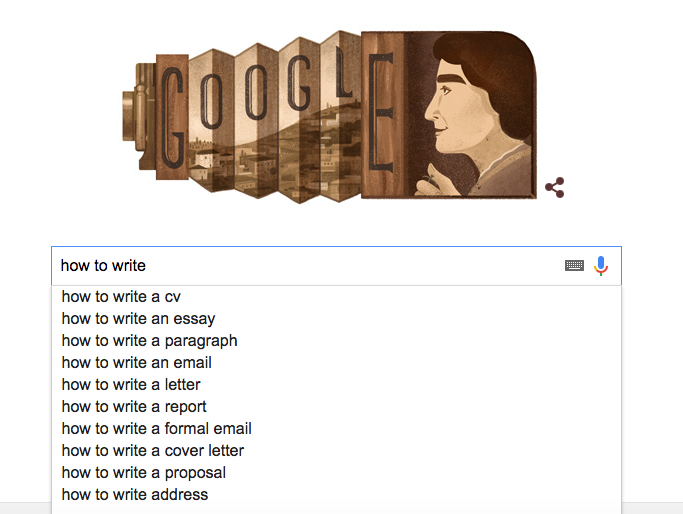 GOOGLE
how to write
how to write a cv
how to write an essay
how to write a paragraph
how to write an email
how to write a letter
how to write a report
how to write a formal email
how to write a cover letter
how to write a proposal
how to write address